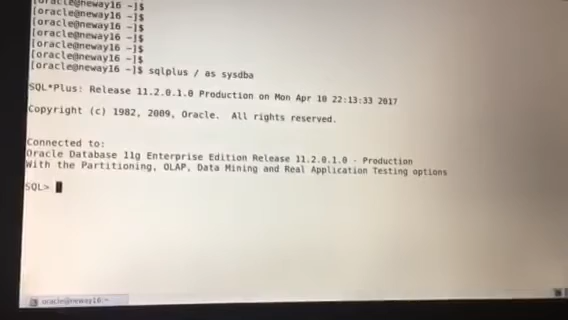 [oracle@neway16 ~]$
[oracle@neway16 ~]$
[oracle@neway16 ~]$
[oracle@neway16 ~]$
[oracle@neway16 ~]$
[oracle@neway16 ~]$
[oracle@neway16 ~]$ sqlplus / as sysdba
SQL*Plus: Release 11.2.0.1.0 Production on Mon Apr 10 22:13:33 2017
Copyright (c) 1982, 2009, Oracle.  All rights reserved.
Connected to:
Oracle Database 11g Enterprise Edition Release 11.2.0.1.0 - Production
With the Partitioning, OLAP, Data Mining and Real Application Testing options
SQL>
oracle@neway16:~